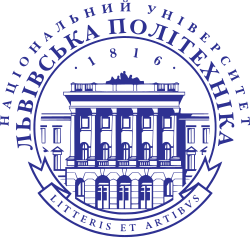 НАЦІОНАЛЬНИЙ УНІВЕРСИТЕТ
ЛЬВІВСЬКА ПОЛІТЕХНІКА
· 1816 ·
LITTERIS ET ARTIBVS